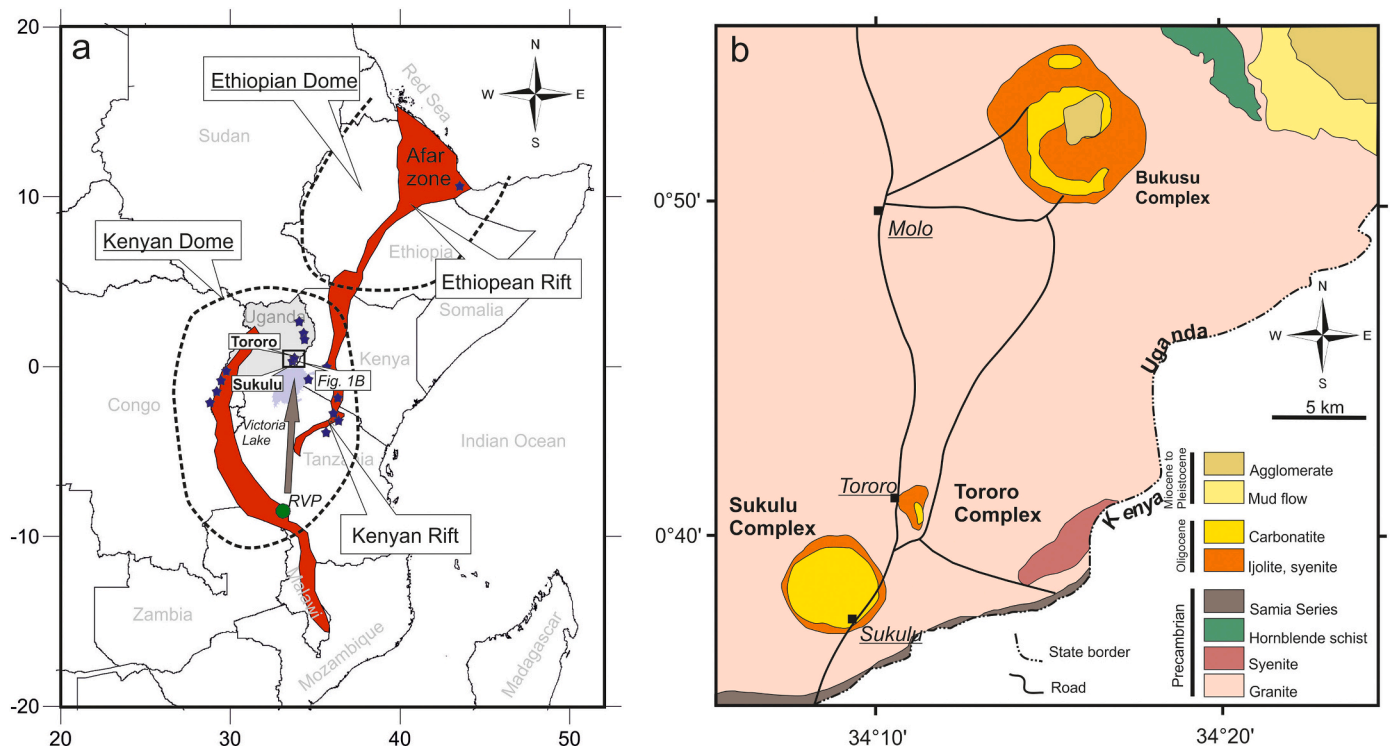 a
Ethiopian Dome
Red Sea
N
W
E
S
Sudan
Afar
zone
Kenyan Dome
Ethiopia
Ethiopean Rift
Somalia
Uganda
Tororo
Kenya
Sukulu
Fig. 1B
Congo
Victoria
Lake
Indian Ocean
Tanzania
RVP
Kenyan Rift
Malawi
Zambia
Mozambique
Madagascar
20
10
0
-10
-20
20
30
40
50
b
Bukusu
Complex
0°50'
Molo
N
W
E
S
Uganda
5 km
Kenya
Tororo
Tororo
Complex
Sukulu
Complex
0°40'
Sukulu
State border
Road
Miocene to
Pleistocene
Agglomerate
Mud flow
Oligocene
Carbonatite
Ijolite, syenite
Precambrian
Samia Series
Hornblende schist
Syenite
Granite
34°10'
34°20'